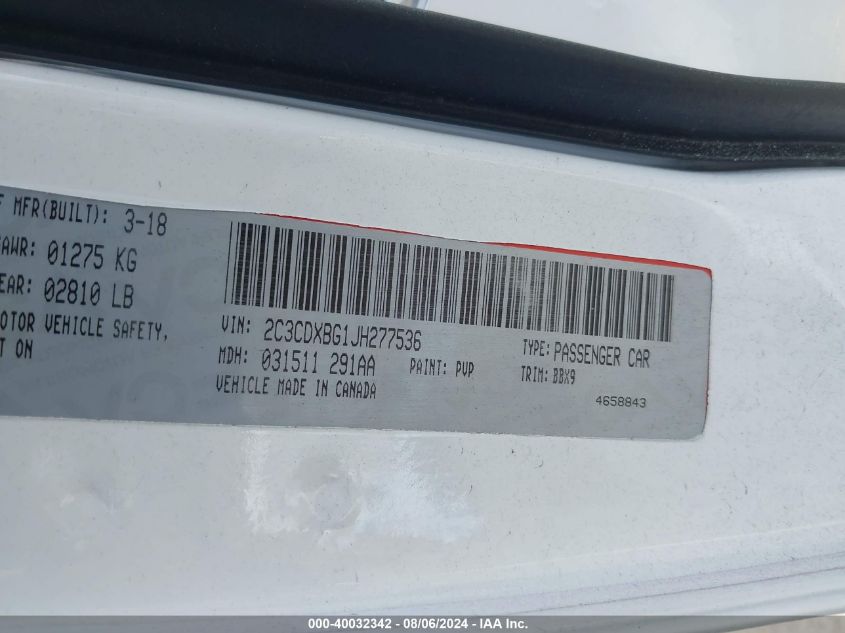 F MFR(BUILT): 3-18
AWR: 01275 KG
EAR: 02810 LB
OTOR VEHICLE SAFETY,
T ON
VIN: 2C3CDXBG1JH277536
TYPE: PASSENGER CAR
MDH: 031511 291AA
PAINT: PVP
TRIM: BBX9
VEHICLE MADE IN CANADA
4658843
000-40032342 - 08/06/2024 - IAA Inc.